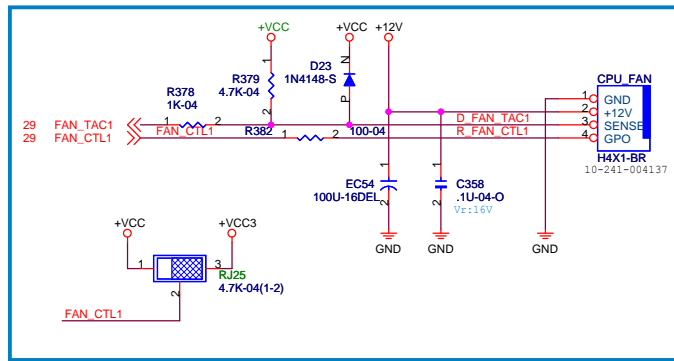 +VCC +VCC +12V
D23
1N4148-S
N
P
R379
4.7K-04
1
2
R378
1K-04
1 2
29 FAN_TAC1
29 FAN_CTL1
FAN_CTL1
R382
1 2
100-04
D_FAN_TAC1
R_FAN_CTL1
CPU_FAN
1 GND
2 +12V
3 SENSE
4 GPO
H4X1-BR
10-241-004137
1
EC54
100U-16DEL
2
1
C358
.1U-04-O
2
Vr:16V
GND GND GND
+VCC +VCC3
1 3
2
RJ25
4.7K-04(1-2)
FAN_CTL1